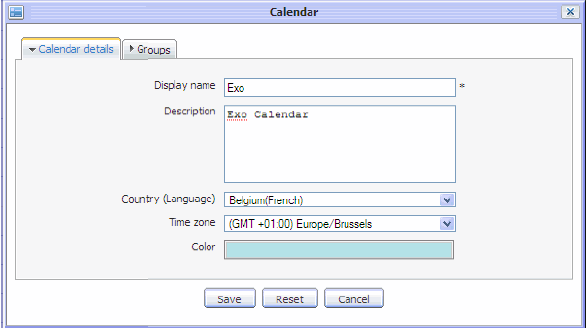 Calendar
Calendar details
Groups
Display name
Exo
*
Description
Exo Calendar
Country (Language)
Belgium(French)
Time zone
(GMT +01:00) Europe/Brussels
Color
Save
Reset
Cancel